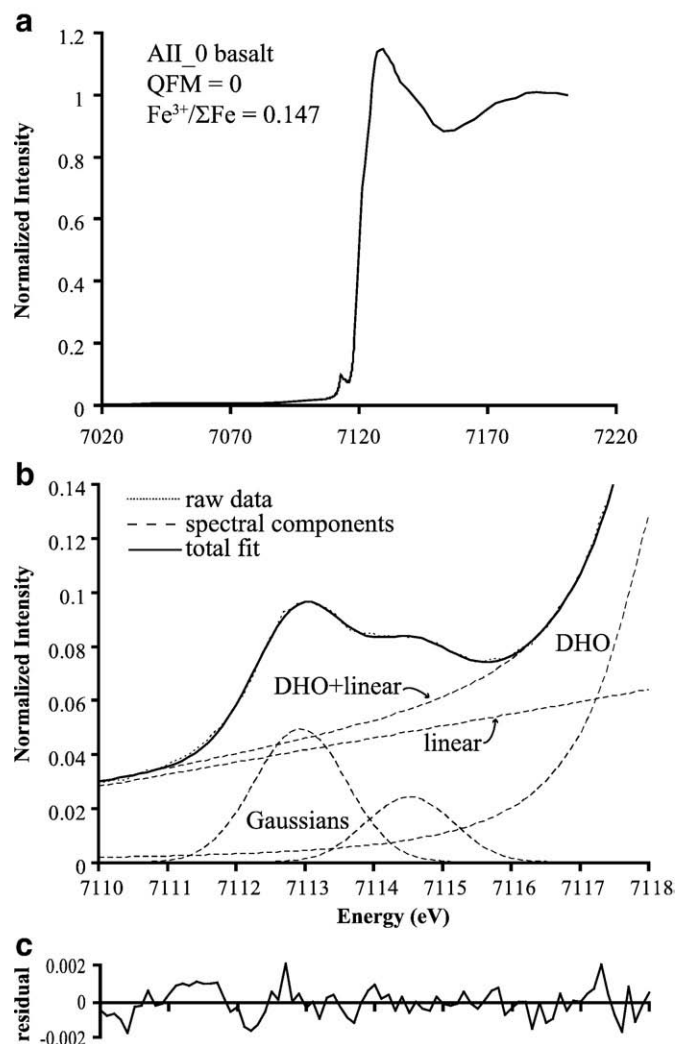 a
1.2
AII_0 basalt
QFM = 0
Fe³⁺/ΣFe = 0.147
1
0.8
0.6
0.4
0.2
0
Normalized Intensity
7020 7070 7120 7170 7220
b
0.14
raw data
spectral components
total fit
0.12
0.1
0.08
0.06
0.04
0.02
0
Normalized Intensity
DHO
DHO+linear
linear
Gaussians
7110 7111 7112 7113 7114 7115 7116 7117 7118
Energy (eV)
c
0.002
0
-0.002
residual